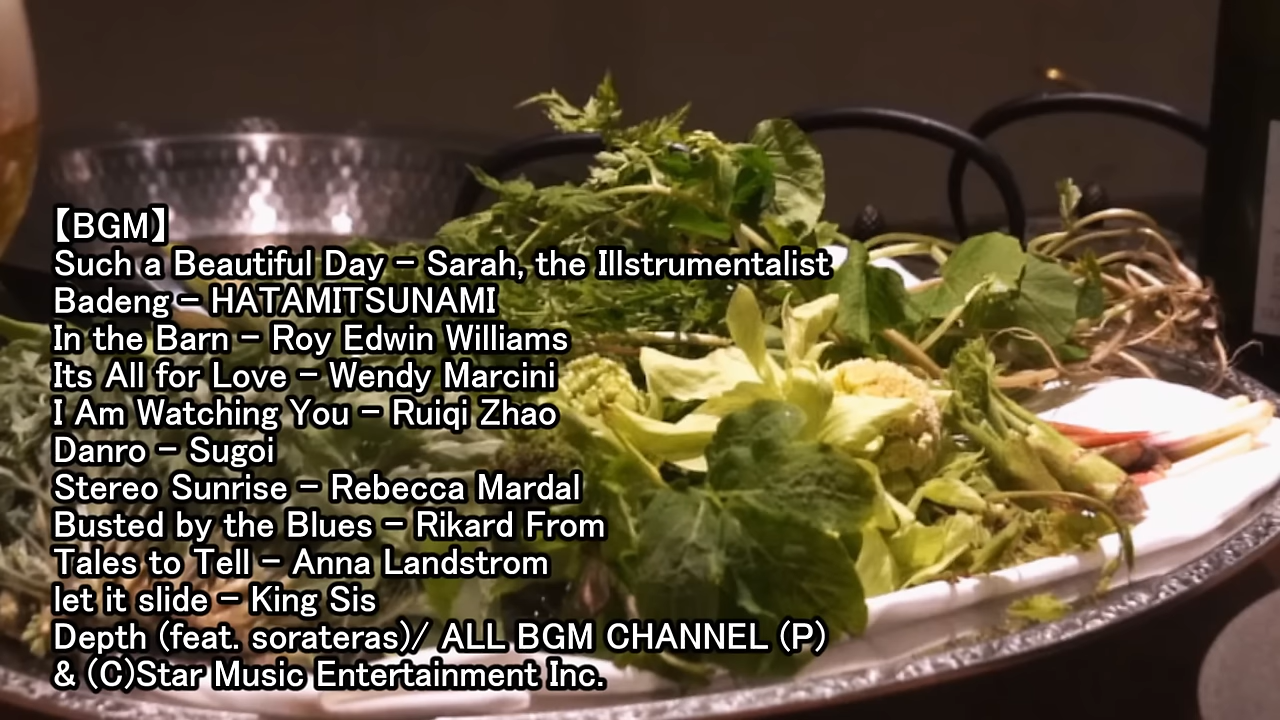 【BGM】
Such a Beautiful Day – Sarah, the Illstrumentalist
Badeng – HATAMITSUNAMI
In the Barn – Roy Edwin Williams
Its All for Love – Wendy Marcini
I Am Watching You – Ruiqi Zhao
Danro – Sugoi
Stereo Sunrise – Rebecca Mardal
Busted by the Blues – Rikard From
Tales to Tell – Anna Landstrom
let it slide – King Sis
Depth (feat. sorateras)/ ALL BGM CHANNEL (P)
& (C)Star Music Entertainment Inc.